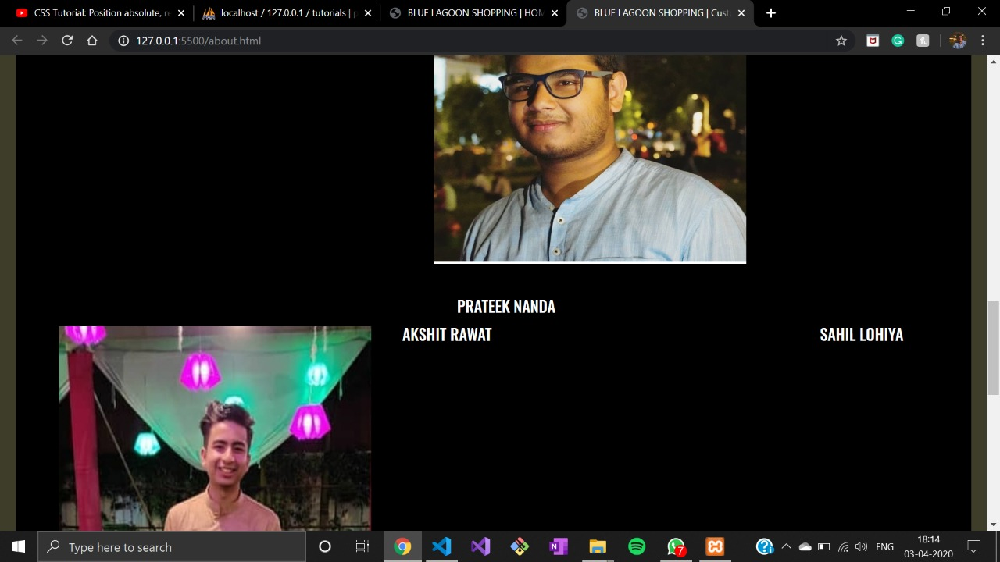 CSS Tutorial: Position absolute, re
localhost / 127.0.0.1 / tutorials | p
BLUE LAGOON SHOPPING | HOM
BLUE LAGOON SHOPPING | Cust
127.0.0.1:5500/about.html
PRATEEK NANDA
AKSHIT RAWAT
SAHIL LOHIYA
Type here to search
7
ENG
18:14
03-04-2020